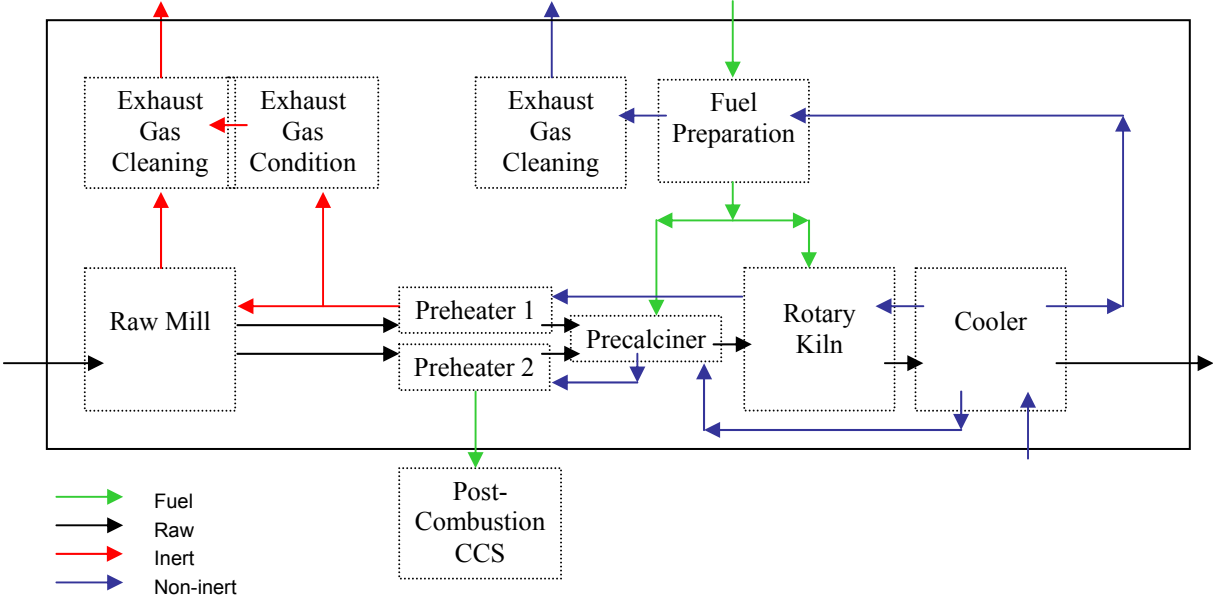 Exhaust
Gas
Cleaning
Exhaust
Gas
Condition
Exhaust
Gas
Cleaning
Fuel
Preparation
Raw Mill
Preheater 1
Preheater 2
Precalciner
Rotary
Kiln
Cooler
Post-
Combustion
CCS
Fuel
Raw
Inert
Non-inert